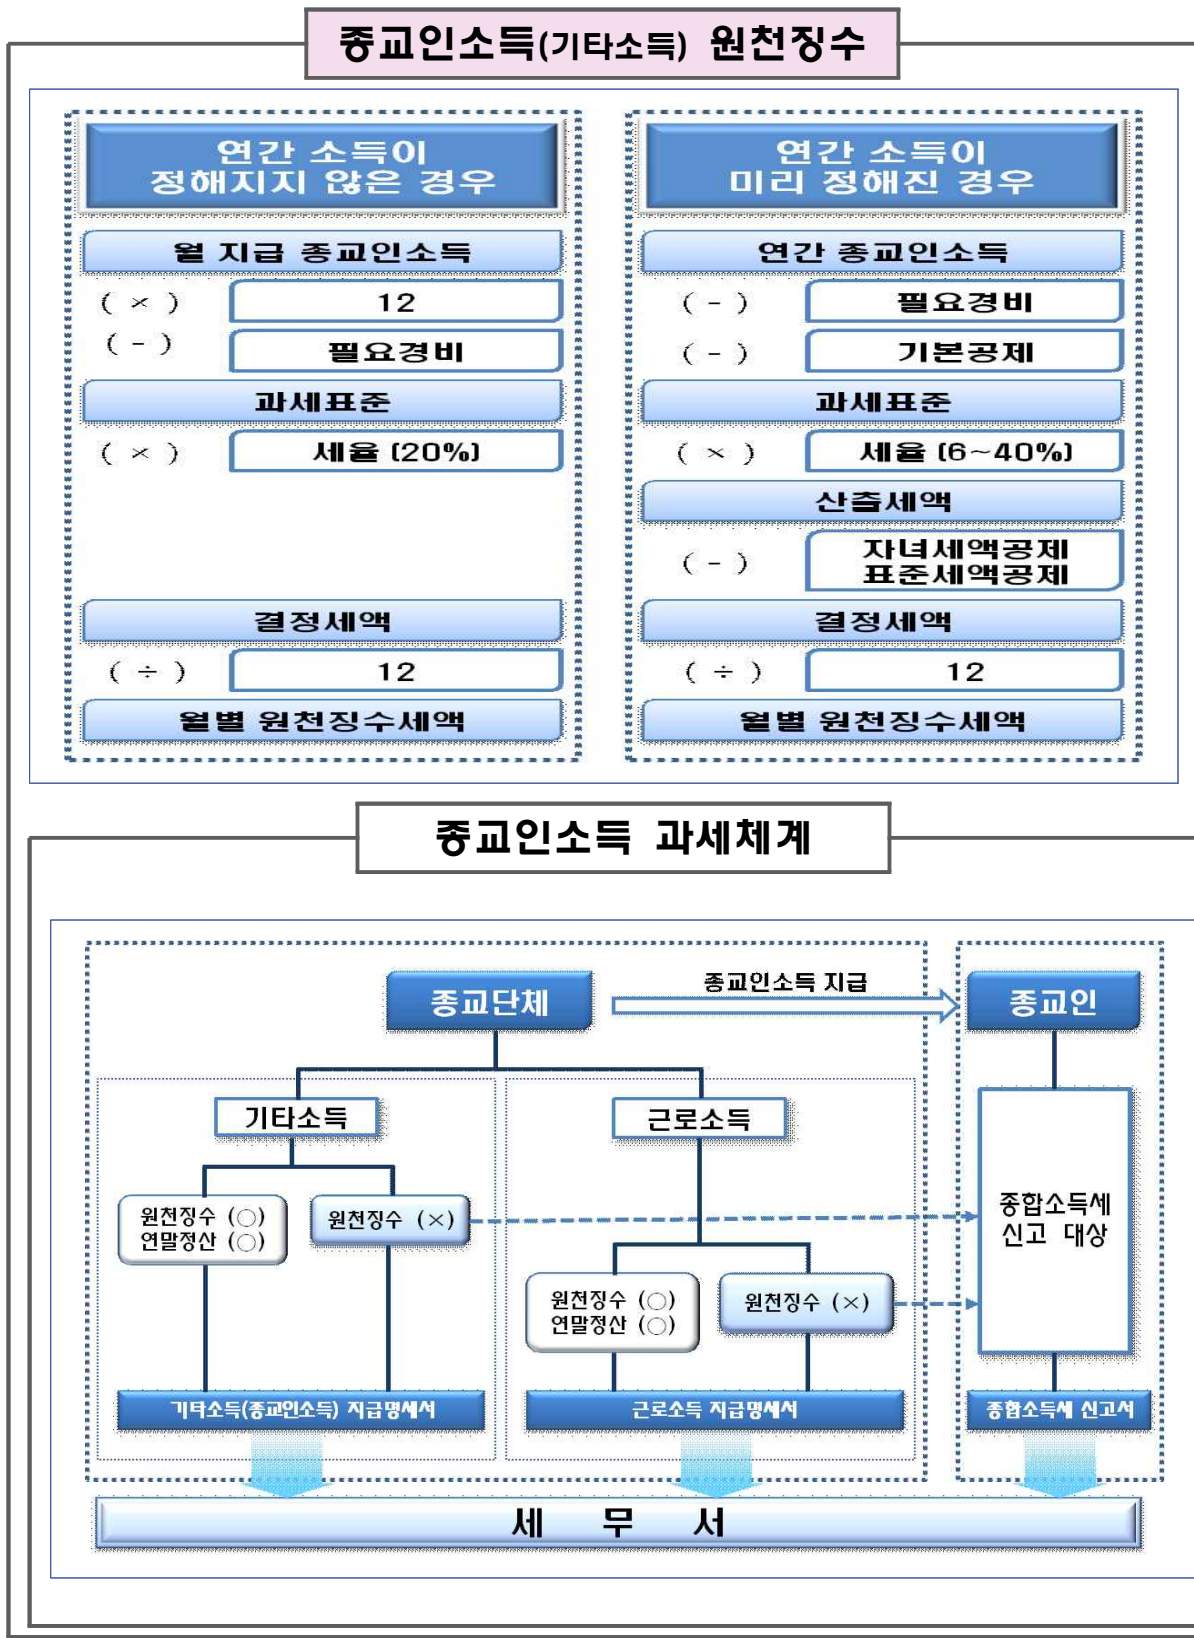 종교인소득(기타소득) 원천징수
연간 소득이
정해지지 않은 경우
월 지급 종교인소득
( × ) 12
( - ) 필요경비
과세표준
( × ) 세율 (20%)
결정세액
( ÷ ) 12
월별 원천징수세액
연간 소득이
미리 정해진 경우
연간 종교인소득
( - ) 필요경비
( - ) 기본공제
과세표준
( × ) 세율 (6~40%)
산출세액
( - ) 자녀세액공제
표준세액공제
결정세액
( ÷ ) 12
월별 원천징수세액
종교인소득 과세체계
종교단체
종교인소득 지급
종교인
기타소득
근로소득
원천징수 (○)
연말정산 (○)
원천징수 (×)
종합소득세
신고 대상
원천징수 (○)
연말정산 (○)
원천징수 (×)
기타소득(종교인소득) 지급명세서
근로소득 지급명세서
종합소득세 신고서
세 무 서